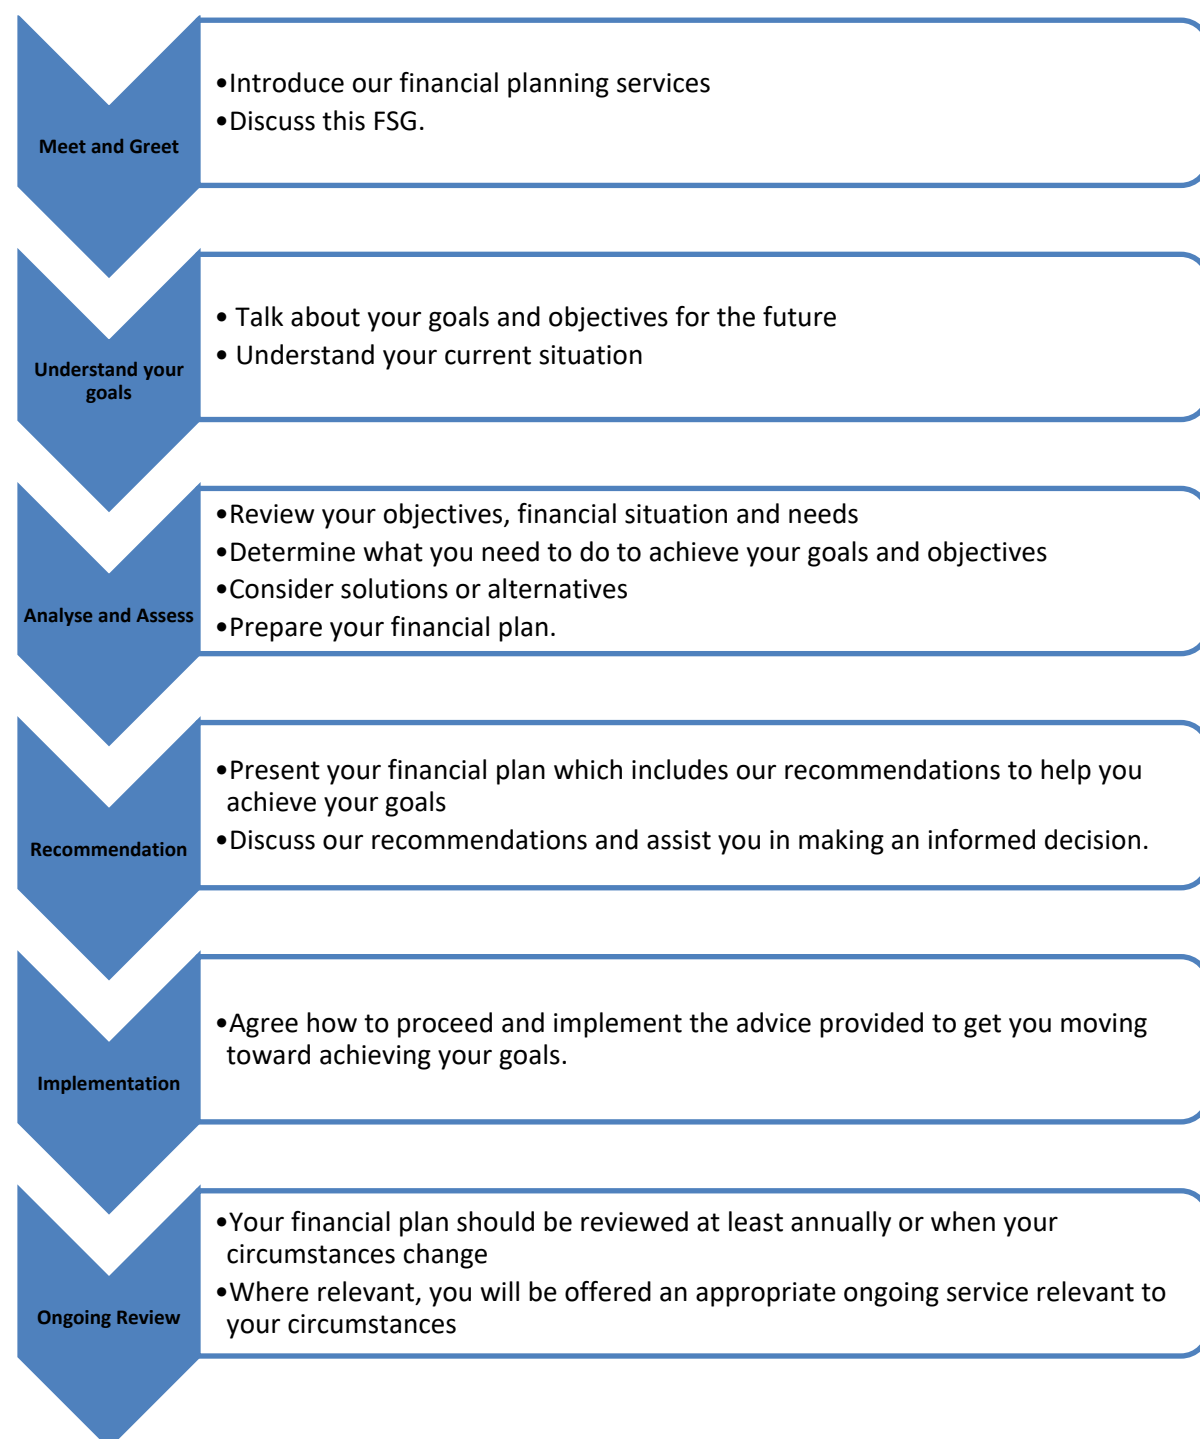 Meet and Greet
•Introduce our financial planning services
•Discuss this FSG.
Understand your
goals
• Talk about your goals and objectives for the future
• Understand your current situation
Analyse and Assess
•Review your objectives, financial situation and needs
•Determine what you need to do to achieve your goals and objectives
•Consider solutions or alternatives
•Prepare your financial plan.
Recommendation
•Present your financial plan which includes our recommendations to help you
achieve your goals
•Discuss our recommendations and assist you in making an informed decision.
Implementation
•Agree how to proceed and implement the advice provided to get you moving
toward achieving your goals.
Ongoing Review
•Your financial plan should be reviewed at least annually or when your
circumstances change
•Where relevant, you will be offered an appropriate ongoing service relevant to
your circumstances